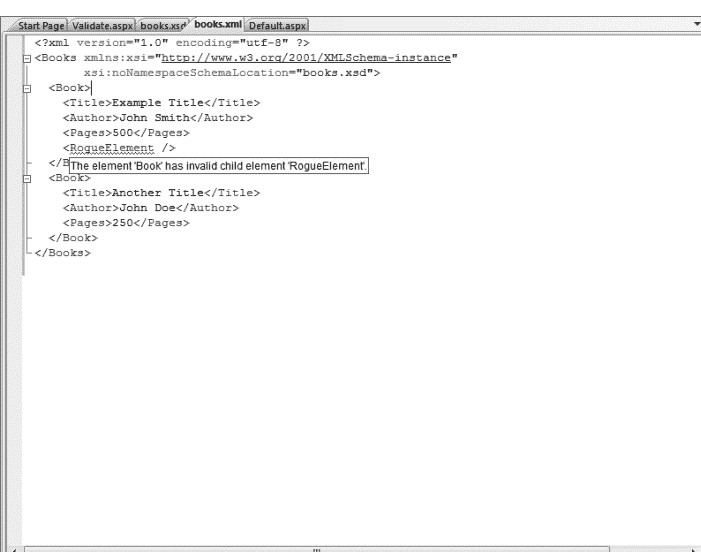 Start Page Validate.aspx books.xsd books.xml Default.aspx
<?xml version="1.0" encoding="utf-8" ?>
<Books xmlns:xsi="http://www.w3.org/2001/XMLSchema-instance"
xsi:noNamespaceSchemaLocation="books.xsd">
<Book>
<Title>Example Title</Title>
<Author>John Smith</Author>
<Pages>500</Pages>
<RogueElement />
</B
The element 'Book' has invalid child element 'RogueElement'.
<Book>
<Title>Another Title</Title>
<Author>John Doe</Author>
<Pages>250</Pages>
</Book>
</Books>